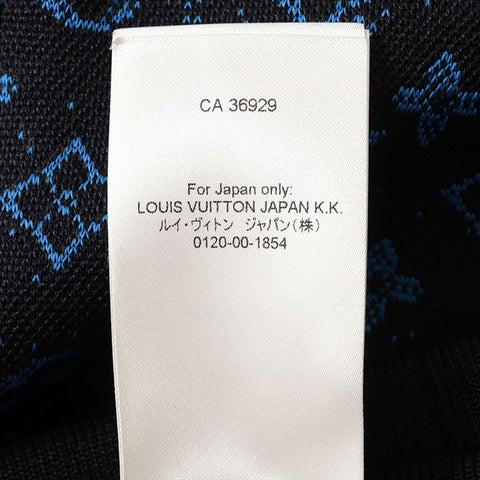 CA 36929
For Japan only:
LOUIS VUITTON JAPAN K.K.
ルイ・ヴィトン ジャパン(株)
0120-00-1854